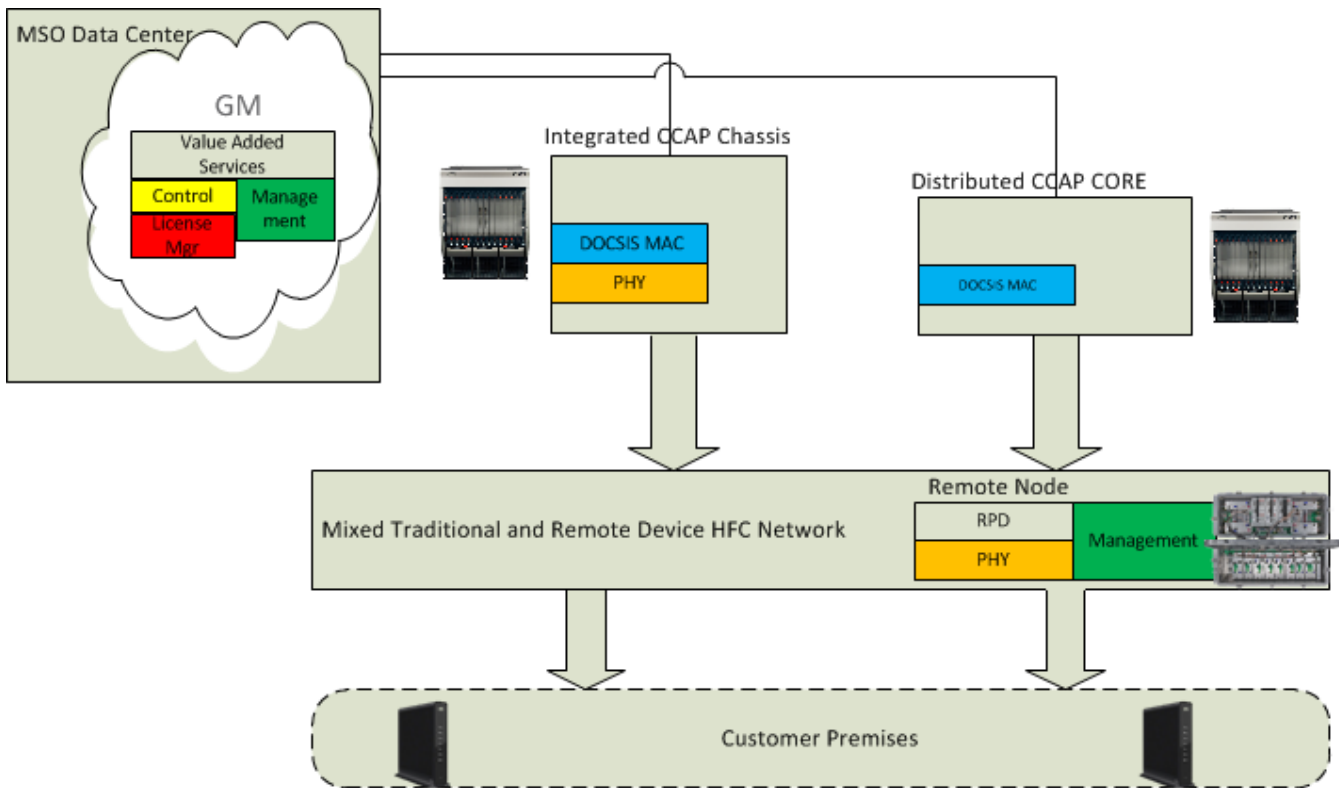 MSO Data Center
GM
Value Added
Services
Control
Manage
ment
License
Mgr
Integrated CCAP Chassis
DOCSIS MAC
PHY
Distributed CCAP CORE
DOCSIS MAC
Mixed Traditional and Remote Device HFC Network
Remote Node
RPD
PHY
Management
Customer Premises